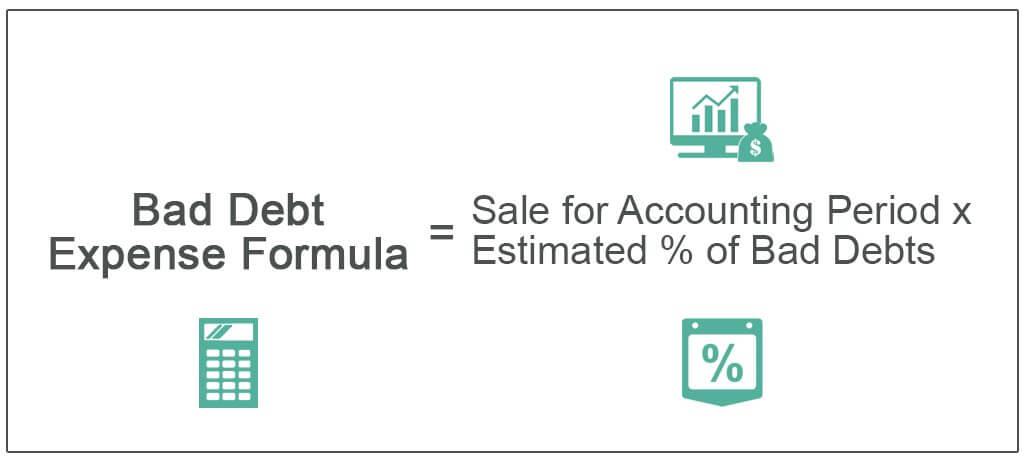 $
Bad Debt
Expense Formula
=
Sale for Accounting Period x
Estimated % of Bad Debts
%